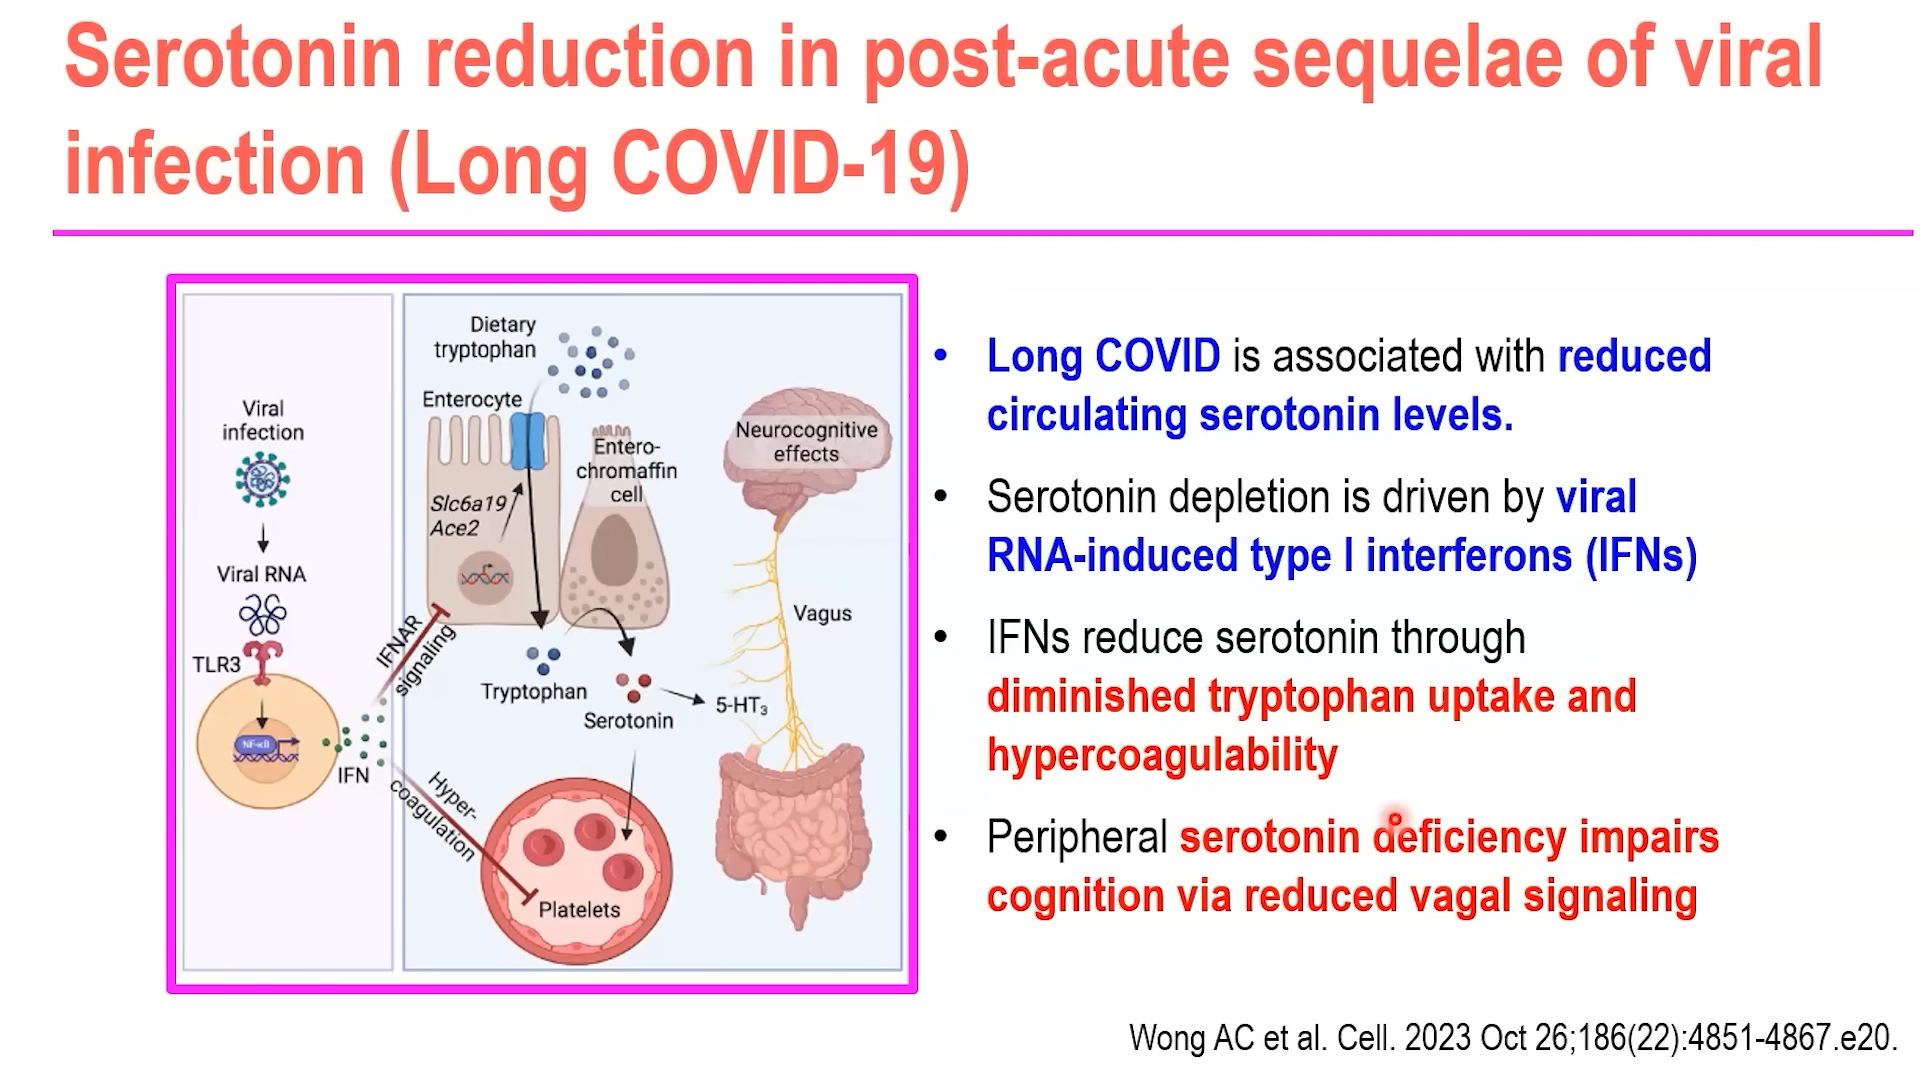 Serotonin reduction in post-acute sequelae of viral
infection (Long COVID-19)
Viral
infection
Viral RNA
TLR3
NF-κB
IFN
IFNAR
signaling
Hyper-
coagulation
Dietary
tryptophan
Enterocyte
Slc6a19
Ace2
Entero-
chromaffin
cell
Tryptophan
Serotonin
5-HT₃
Platelets
Neurocognitive
effects
Vagus
• Long COVID is associated with reduced
circulating serotonin levels.
• Serotonin depletion is driven by viral
RNA-induced type I interferons (IFNs)
• IFNs reduce serotonin through
diminished tryptophan uptake and
hypercoagulability
• Peripheral serotonin deficiency impairs
cognition via reduced vagal signaling
Wong AC et al. Cell. 2023 Oct 26;186(22):4851-4867.e20.